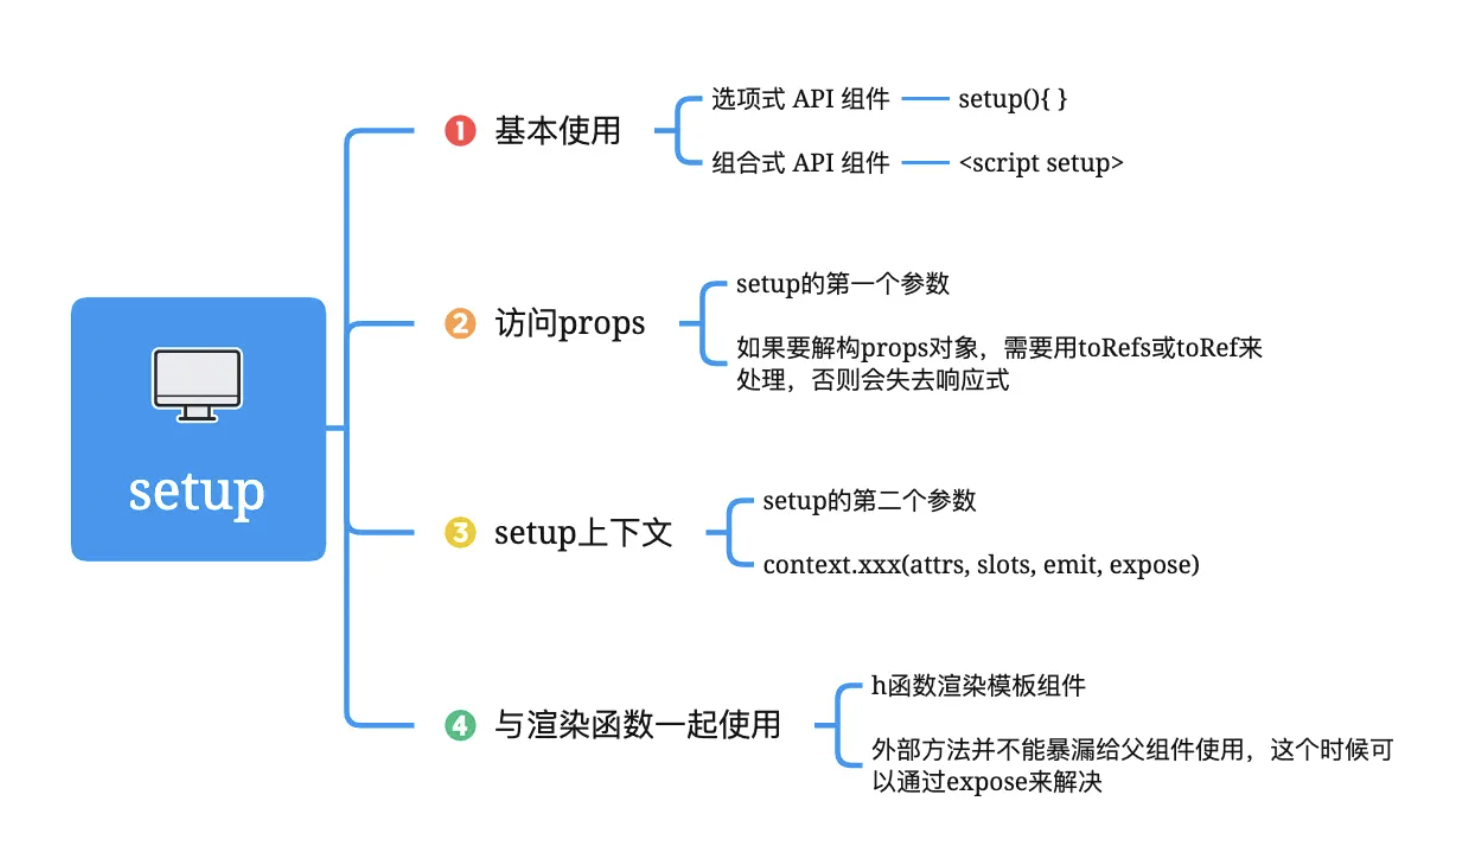 setup
1 基本使用
选项式 API 组件
setup(){ }
组合式 API 组件
<script setup>
2 访问props
setup的第一个参数
如果要解构props对象，需要用toRefs或toRef来
处理，否则会失去响应式
3 setup上下文
setup的第二个参数
context.xxx(attrs, slots, emit, expose)
4 与渲染函数一起使用
h函数渲染模板组件
外部方法并不能暴漏给父组件使用，这个时候可
以通过expose来解决